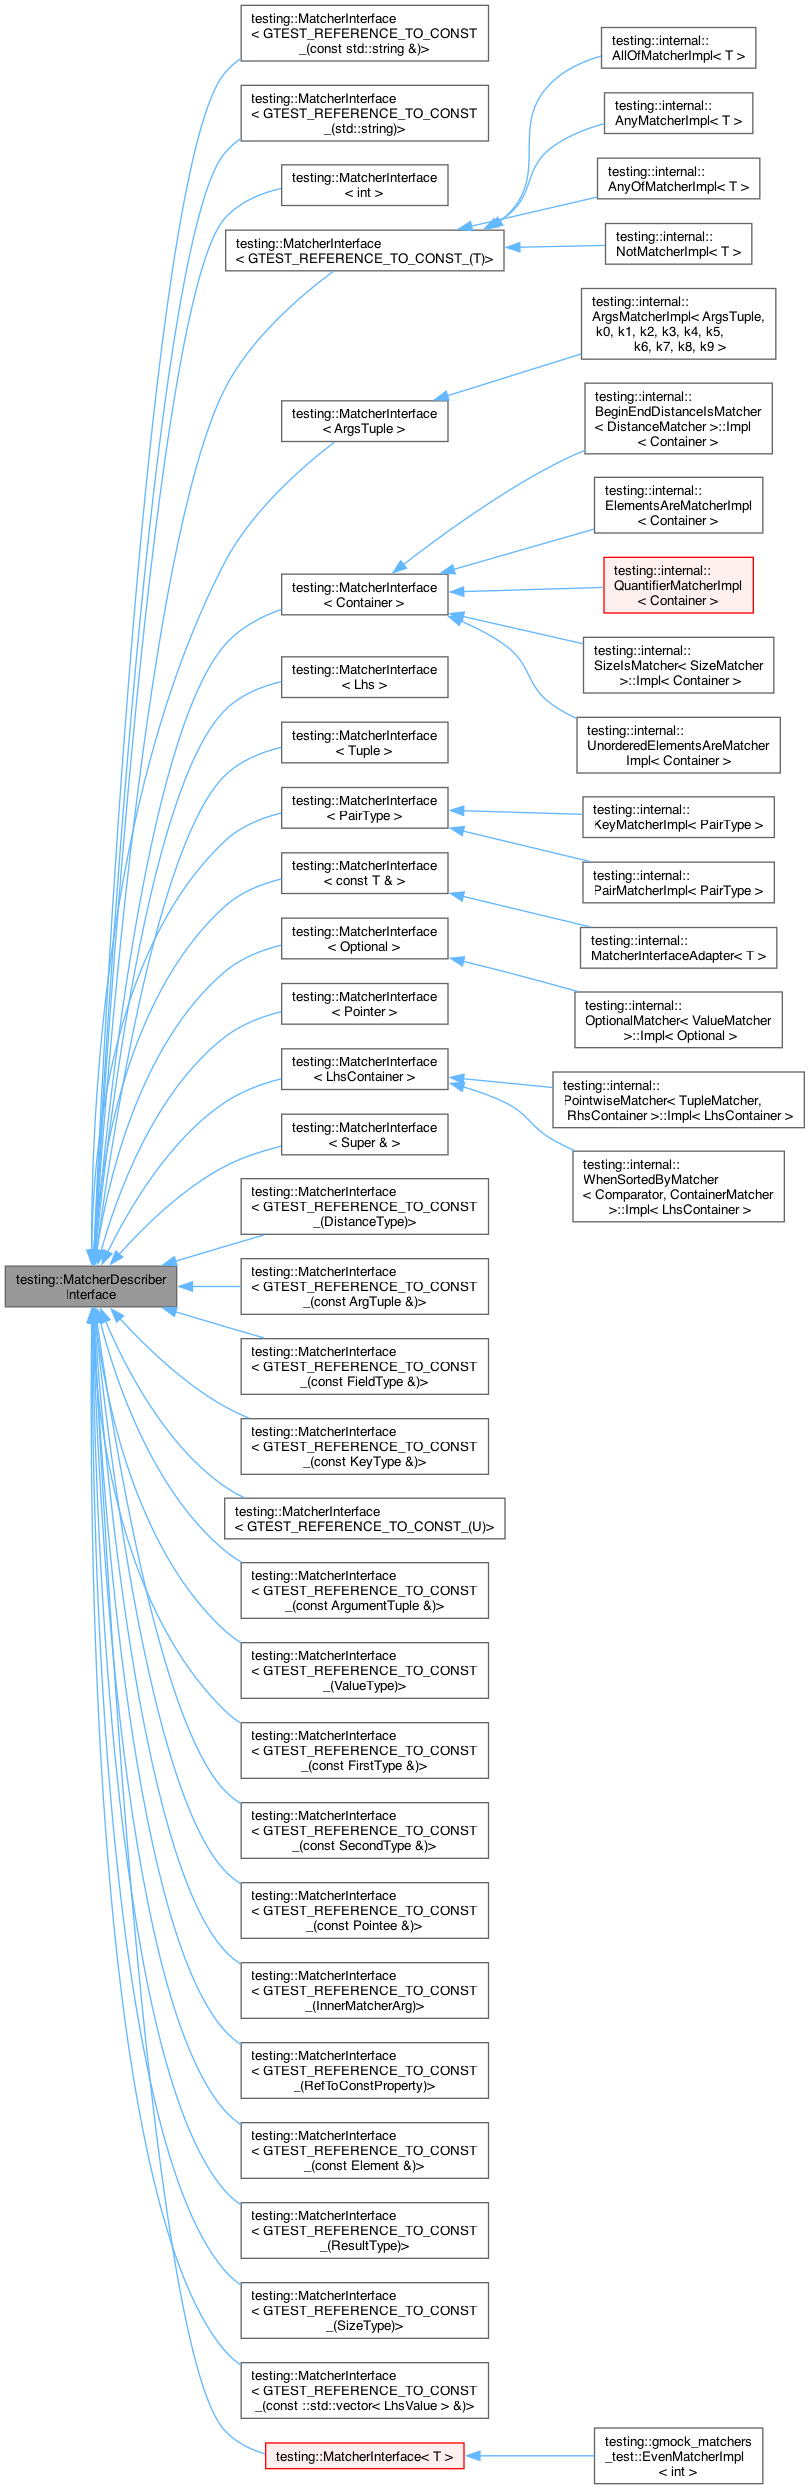 testing::MatcherInterface
< GTEST_REFERENCE_TO_CONST
_(const std::string &)>
testing::MatcherInterface
< GTEST_REFERENCE_TO_CONST
_(std::string)>
testing::MatcherInterface
< int >
testing::MatcherInterface
< GTEST_REFERENCE_TO_CONST_(T)>
testing::internal::
AllOfMatcherImpl< T >
testing::internal::
AnyMatcherImpl< T >
testing::internal::
AnyOfMatcherImpl< T >
testing::internal::
NotMatcherImpl< T >
testing::MatcherInterface
< ArgsTuple >
testing::internal::
ArgsMatcherImpl< ArgsTuple,
k0, k1, k2, k3, k4, k5,
k6, k7, k8, k9 >
testing::MatcherInterface
< Container >
testing::internal::
BeginEndDistanceIsMatcher
< DistanceMatcher >::Impl
< Container >
testing::internal::
ElementsAreMatcherImpl
< Container >
testing::internal::
QuantifierMatcherImpl
< Container >
testing::internal::
SizeIsMatcher< SizeMatcher
>::Impl< Container >
testing::internal::
UnorderedElementsAreMatcher
Impl< Container >
testing::MatcherInterface
< Lhs >
testing::MatcherInterface
< Tuple >
testing::MatcherInterface
< PairType >
testing::internal::
KeyMatcherImpl< PairType >
testing::internal::
PairMatcherImpl< PairType >
testing::MatcherInterface
< const T & >
testing::internal::
MatcherInterfaceAdapter< T >
testing::MatcherInterface
< Optional >
testing::internal::
OptionalMatcher< ValueMatcher
>::Impl< Optional >
testing::MatcherInterface
< Pointer >
testing::MatcherInterface
< LhsContainer >
testing::internal::
PointwiseMatcher< TupleMatcher,
RhsContainer >::Impl< LhsContainer >
testing::internal::
WhenSortedByMatcher
< Comparator, ContainerMatcher
>::Impl< LhsContainer >
testing::MatcherInterface
< Super & >
testing::MatcherInterface
< GTEST_REFERENCE_TO_CONST
_(DistanceType)>
testing::MatcherDescriber
Interface
testing::MatcherInterface
< GTEST_REFERENCE_TO_CONST
_(const ArgTuple &)>
testing::MatcherInterface
< GTEST_REFERENCE_TO_CONST
_(const FieldType &)>
testing::MatcherInterface
< GTEST_REFERENCE_TO_CONST
_(const KeyType &)>
testing::MatcherInterface
< GTEST_REFERENCE_TO_CONST_(U)>
testing::MatcherInterface
< GTEST_REFERENCE_TO_CONST
_(const ArgumentTuple &)>
testing::MatcherInterface
< GTEST_REFERENCE_TO_CONST
_(ValueType)>
testing::MatcherInterface
< GTEST_REFERENCE_TO_CONST
_(const FirstType &)>
testing::MatcherInterface
< GTEST_REFERENCE_TO_CONST
_(const SecondType &)>
testing::MatcherInterface
< GTEST_REFERENCE_TO_CONST
_(const Pointee &)>
testing::MatcherInterface
< GTEST_REFERENCE_TO_CONST
_(InnerMatcherArg)>
testing::MatcherInterface
< GTEST_REFERENCE_TO_CONST
_(RefToConstProperty)>
testing::MatcherInterface
< GTEST_REFERENCE_TO_CONST
_(const Element &)>
testing::MatcherInterface
< GTEST_REFERENCE_TO_CONST
_(ResultType)>
testing::MatcherInterface
< GTEST_REFERENCE_TO_CONST
_(SizeType)>
testing::MatcherInterface
< GTEST_REFERENCE_TO_CONST
_(const ::std::vector< LhsValue > &)>
testing::MatcherInterface< T >
testing::gmock_matchers
_test::EvenMatcherImpl
< int >